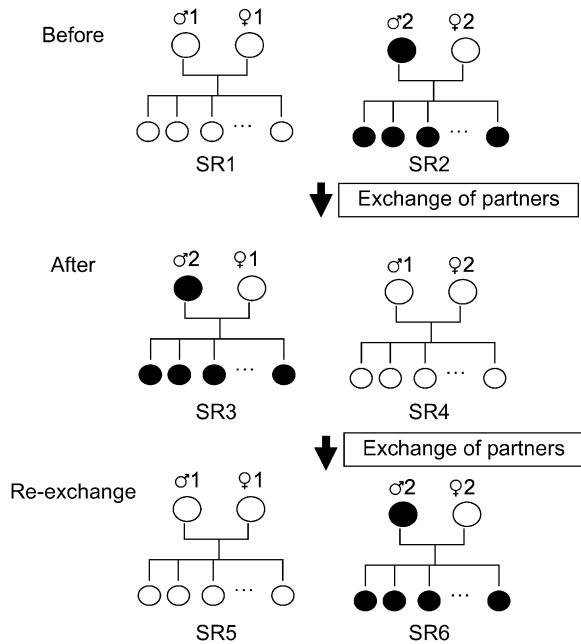 Before
♂1 ♀1
♂2 ♀2
...
...
SR1
SR2
Exchange of partners
After
♂2 ♀1
♂1 ♀2
...
...
SR3
SR4
Exchange of partners
Re-exchange
♂1 ♀1
♂2 ♀2
...
...
SR5
SR6